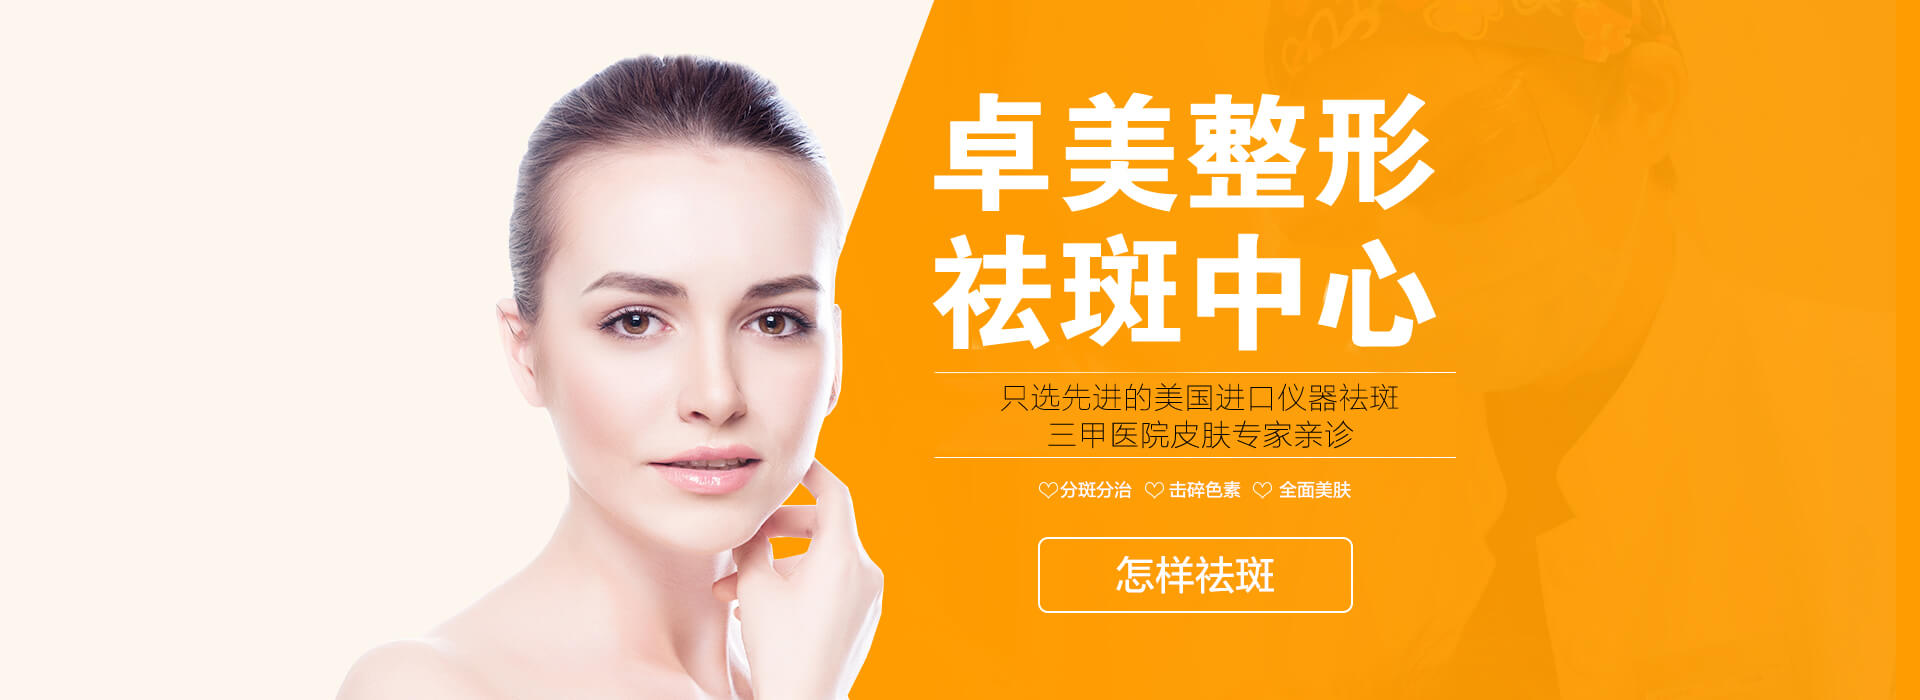 卓美整形
祛斑中心
只选先进的美国进口仪器祛斑
三甲医院皮肤专家亲诊
分斑分治 击碎色素 全面美肤
怎样祛斑